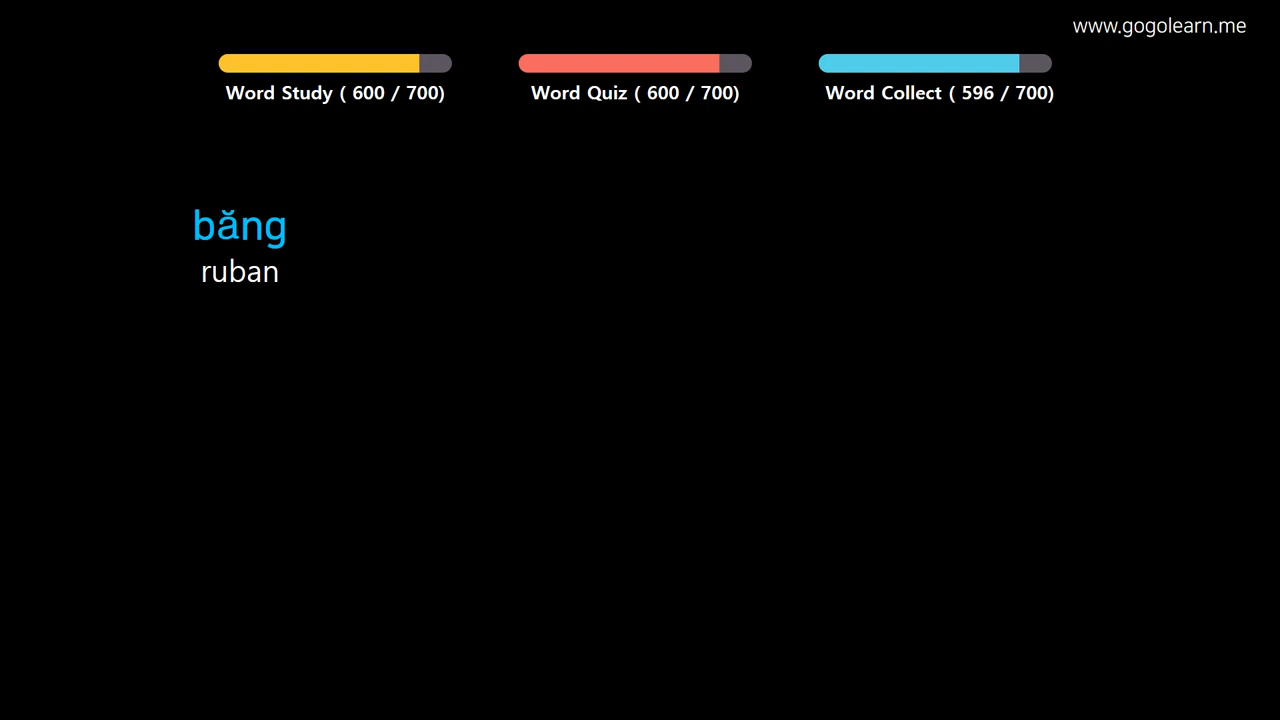 www.gogolearn.me
Word Study ( 600 / 700)
Word Quiz ( 600 / 700)
Word Collect ( 596 / 700)
băng
ruban